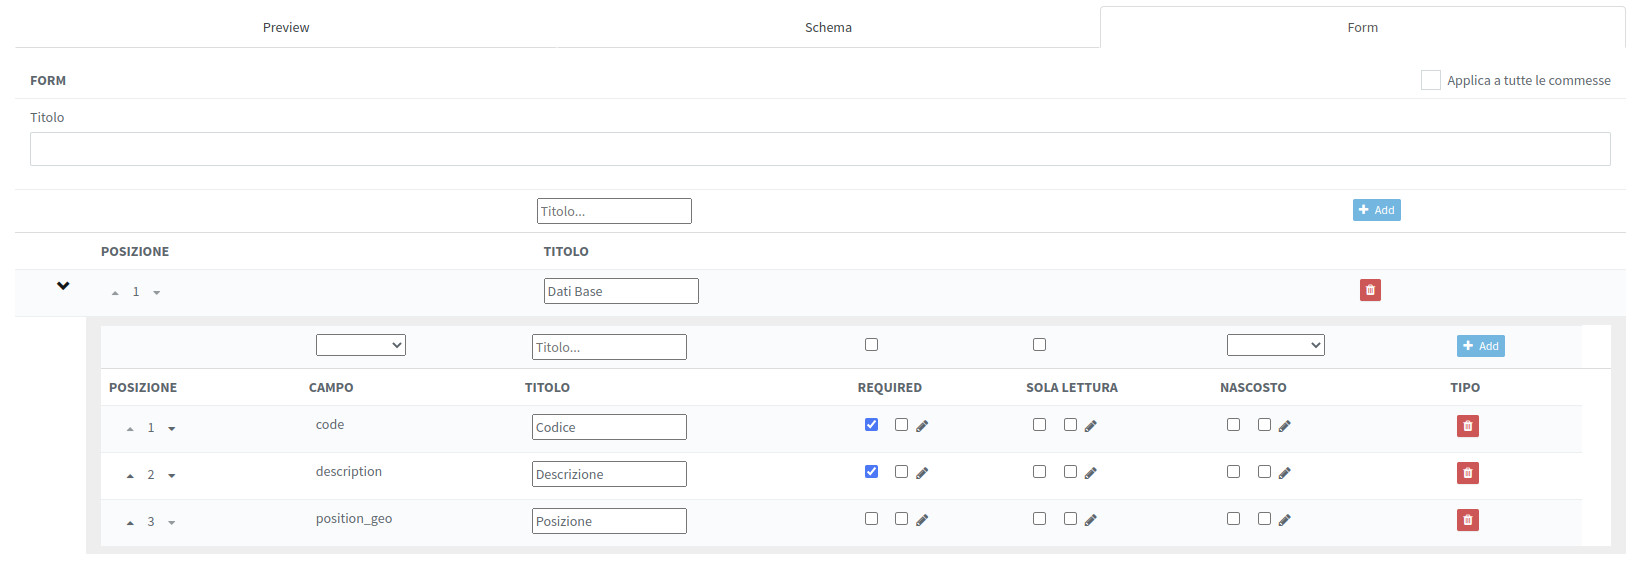 Preview Schema Form
FORM Applica a tutte le commesse
Titolo
Titolo... Add
POSIZIONE TITOLO
1 Dati Base
Titolo... Add
POSIZIONE CAMPO TITOLO REQUIRED SOLA LETTURA NASCOSTO TIPO
1 code Codice
2 description Descrizione
3 position_geo Posizione